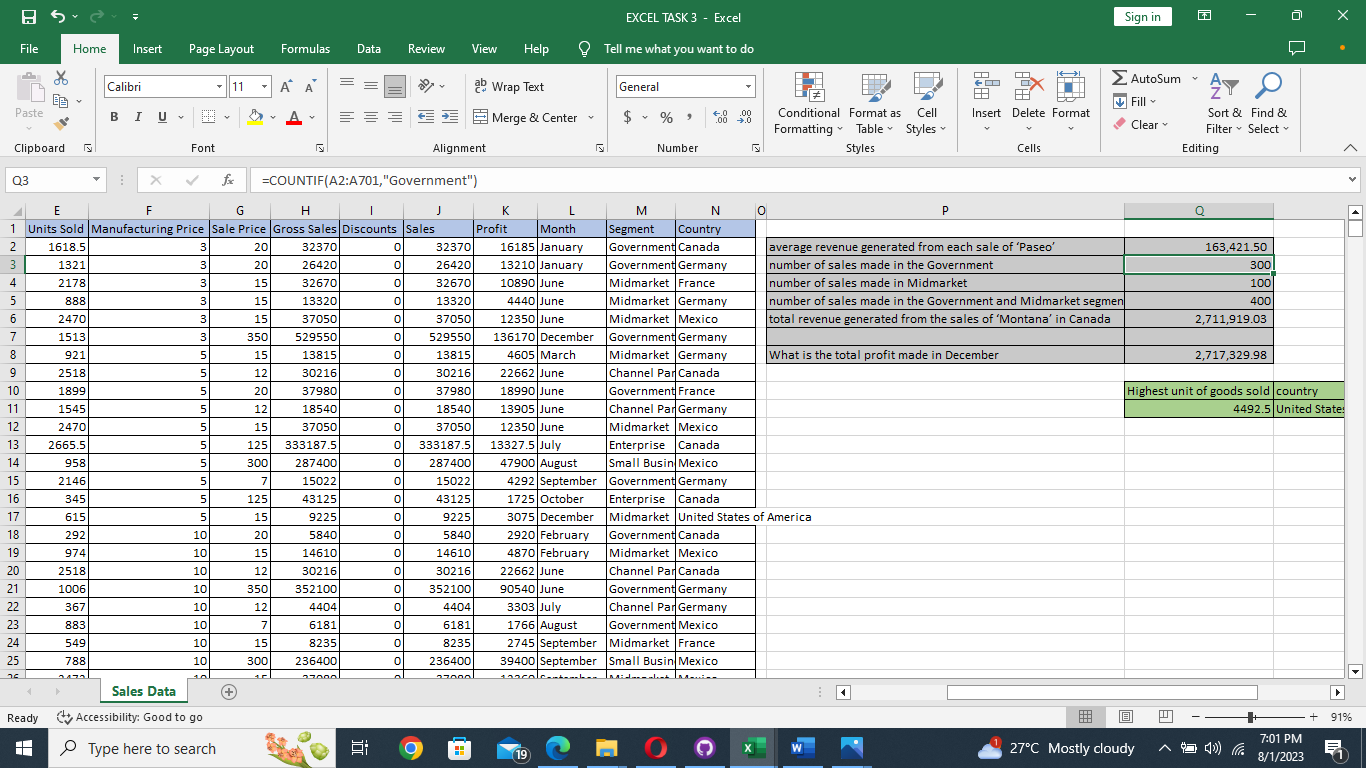 EXCEL TASK 3 - Excel
Sign in
File Home Insert Page Layout Formulas Data Review View Help Tell me what you want to do
Paste
Calibri 11
B I U
A A
ab Wrap Text
Merge & Center
General
$ % ,
Conditional Formatting
Format as Table
Cell Styles
Insert Delete Format
AutoSum
Fill
Clear
Sort & Filter
Find & Select
Clipboard Font Alignment Number Styles Cells Editing
Q3 fx =COUNTIF(A2:A701,"Government")
E F G H I J K L M N O P Q
1 Units Sold Manufacturing Price Sale Price Gross Sales Discounts Sales Profit Month Segment Country
2 1618.5 3 20 32370 0 32370 16185 January Government Canada average revenue generated from each sale of ‘Paseo’ 163,421.50
3 1321 3 20 26420 0 26420 13210 January Government Germany number of sales made in the Government 300
4 2178 3 15 32670 0 32670 10890 June Midmarket France number of sales made in Midmarket 100
5 888 3 15 13320 0 13320 4440 June Midmarket Germany number of sales made in the Government and Midmarket segmen 400
6 2470 3 15 37050 0 37050 12350 June Midmarket Mexico total revenue generated from the sales of ‘Montana’ in Canada 2,711,919.03
7 1513 3 350 529550 0 529550 136170 December Government Germany
8 921 5 15 13815 0 13815 4605 March Midmarket Germany What is the total profit made in December 2,717,329.98
9 2518 5 12 30216 0 30216 22662 June Channel Par Canada
10 1899 5 20 37980 0 37980 18990 June Government France Highest unit of goods sold country
11 1545 5 12 18540 0 18540 13905 June Channel Par Germany 4492.5 United States
12 2470 5 15 37050 0 37050 12350 June Midmarket Mexico
13 2665.5 5 125 333187.5 0 333187.5 13327.5 July Enterprise Canada
14 958 5 300 287400 0 287400 47900 August Small Busin Mexico
15 2146 5 7 15022 0 15022 4292 September Government Germany
16 345 5 125 43125 0 43125 1725 October Enterprise Canada
17 615 5 15 9225 0 9225 3075 December Midmarket United States of America
18 292 10 20 5840 0 5840 2920 February Government Canada
19 974 10 15 14610 0 14610 4870 February Midmarket Mexico
20 2518 10 12 30216 0 30216 22662 June Channel Par Canada
21 1006 10 350 352100 0 352100 90540 June Government Germany
22 367 10 12 4404 0 4404 3303 July Channel Par Germany
23 883 10 7 6181 0 6181 1766 August Government Mexico
24 549 10 15 8235 0 8235 2745 September Midmarket France
25 788 10 300 236400 0 236400 39400 September Small Busin Mexico
Sales Data
Ready Accessibility: Good to go 91%
Type here to search 19 1 27°C Mostly cloudy 7:01 PM
8/1/2023 1